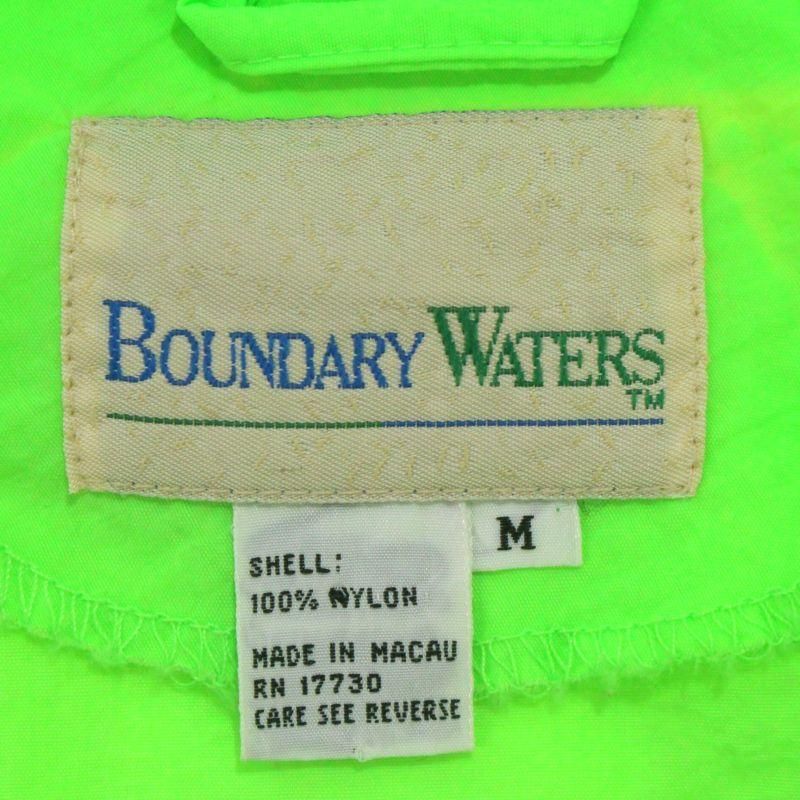 BOUNDARY WATERS
TM
M
SHELL:
100% NYLON
MADE IN MACAU
RN 17730
CARE SEE REVERSE